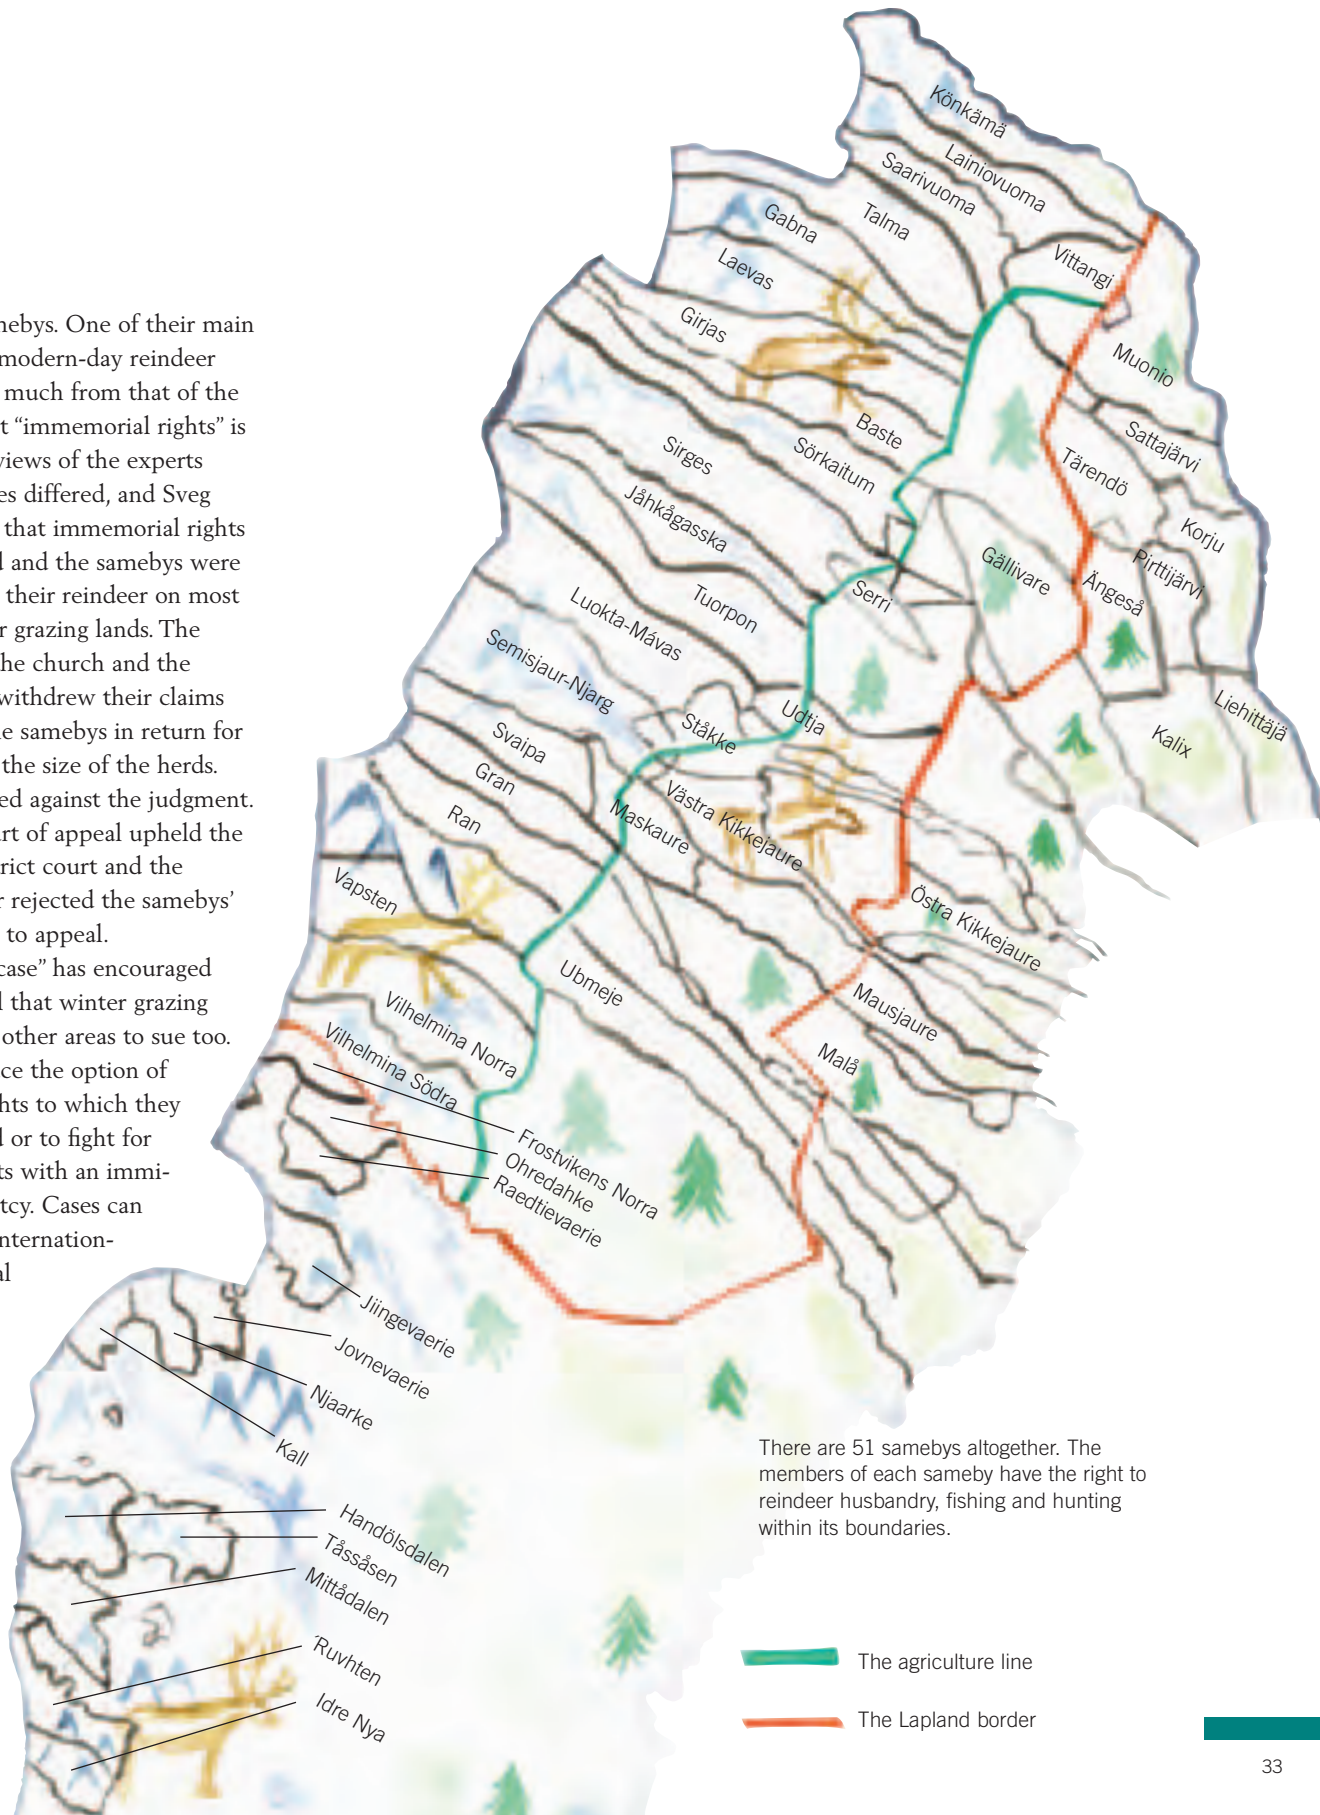 nebys. One of their main
modern-day reindeer
much from that of the
t “immemorial rights” is
views of the experts
es differed, and Sveg
that immemorial rights
d and the samebys were
their reindeer on most
r grazing lands. The
he church and the
withdrew their claims
e samebys in return for
the size of the herds.
ed against the judgment.
rt of appeal upheld the
rict court and the
r rejected the samebys’
to appeal.
case” has encouraged
l that winter grazing
other areas to sue too.
ce the option of
hts to which they
d or to fight for
ts with an immi-
tcy. Cases can
nternation-
al
Könkämä
Lainiovuoma
Saarivuoma
Talma
Gabna
Laevas
Vittangi
Girjas
Muonio
Baste
Sattajärvi
Sörkaitum
Sirges
Tärendö
Jåhkågasska
Korju
Pirttijärvi
Gällivare
Ängeså
Serri
Tuorpon
Luokta-Mávas
Semisjaur-Njarg
Udtja
Ståkke
Liehittäjä
Kalix
Svaipa
Gran
Västra Kikkejaure
Maskaure
Ran
Vapsten
Östra Kikkejaure
Ubmeje
Mausjaure
Malå
Vilhelmina Norra
Vilhelmina Södra
Frostvikens Norra
Ohredahke
Raedtievaerie
Jiingevaerie
Jovnevaerie
Njaarke
Kall
Handölsdalen
Tåssåsen
Mittådalen
Ruvhten
Idre Nya
There are 51 samebys altogether. The
members of each sameby have the right to
reindeer husbandry, fishing and hunting
within its boundaries.
The agriculture line
The Lapland border
33